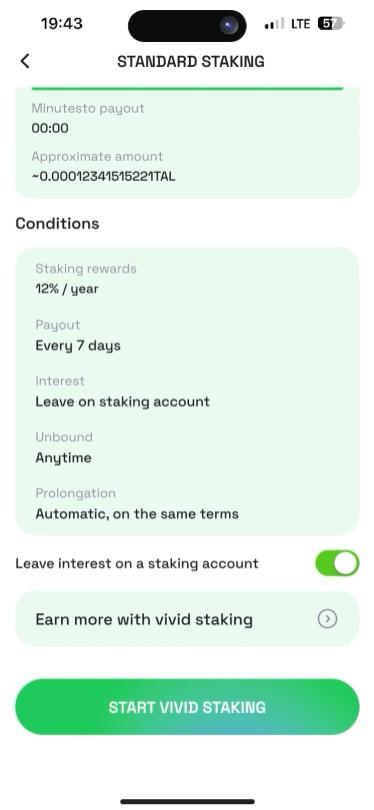 19:43
LTE
57
STANDARD STAKING
Minutesto payout
00:00
Approximate amount
~0.00012341515221TAL
Conditions
Staking rewards
12% / year
Payout
Every 7 days
Interest
Leave on staking account
Unbound
Anytime
Prolongation
Automatic, on the same terms
Leave interest on a staking account
Earn more with vivid staking
START VIVID STAKING